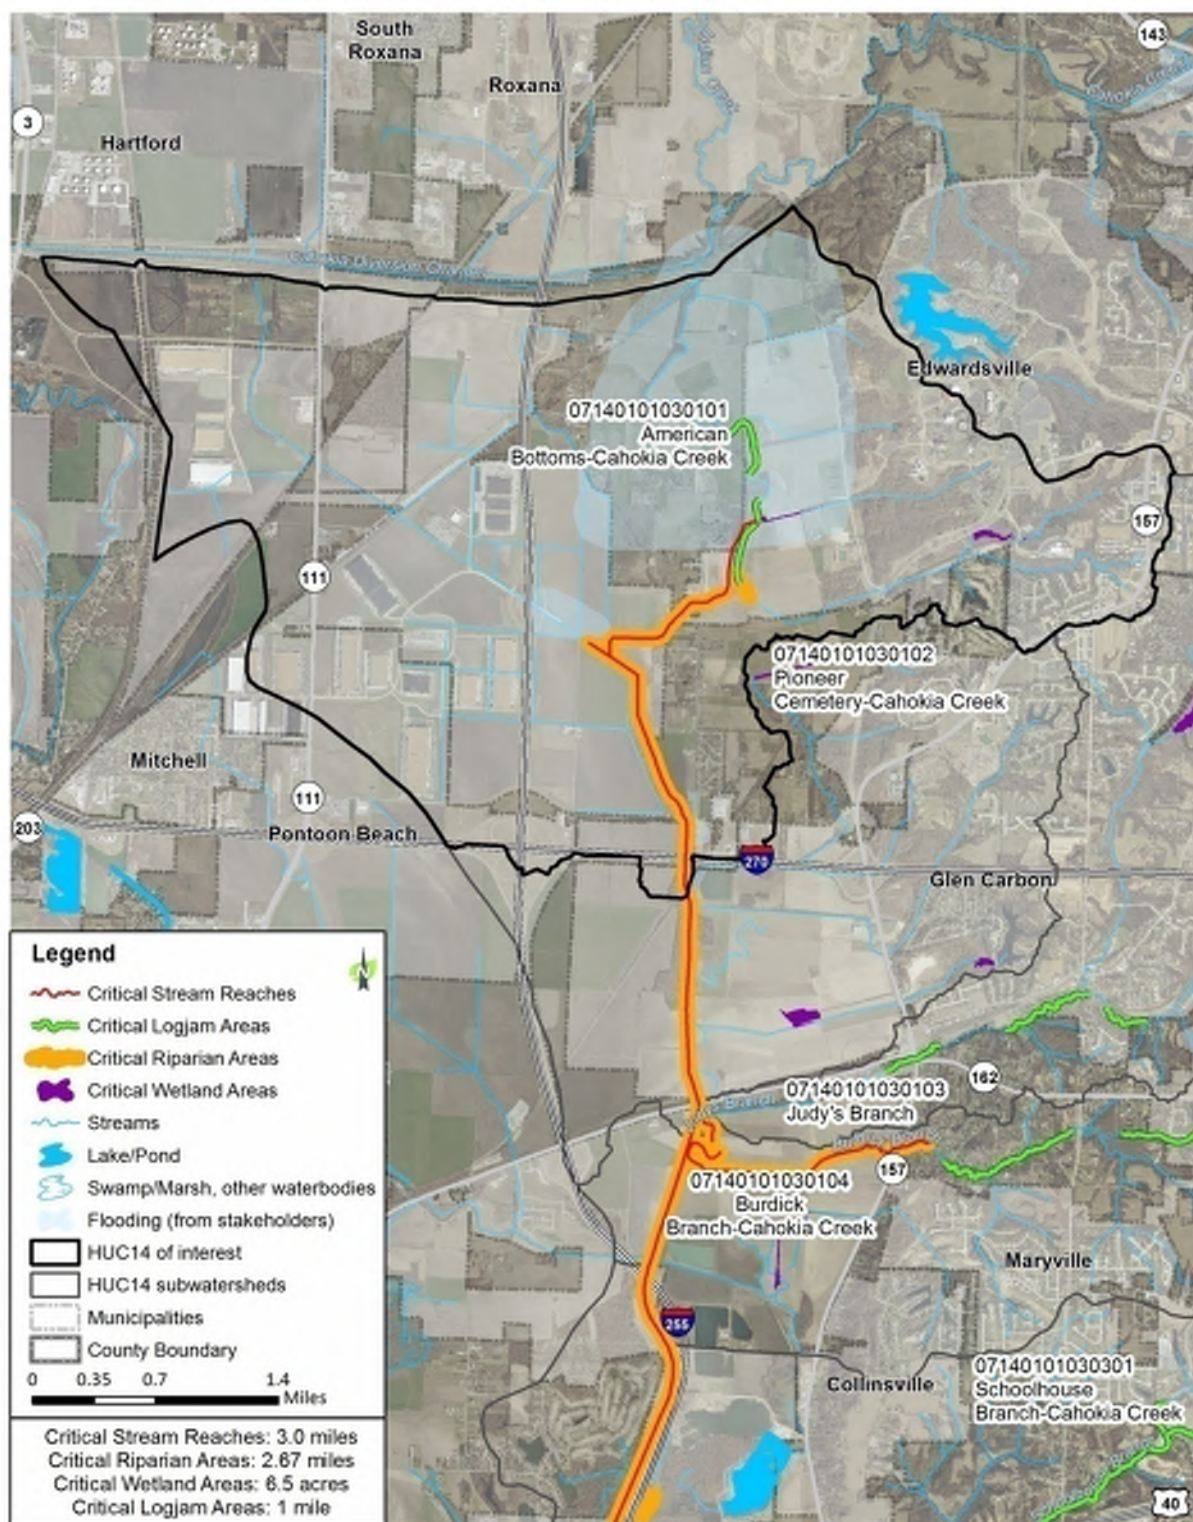 South
Roxana
143
Roxana
Cahokia Creek
3
Hartford
Cahokia Diversion Channel
Edwardsville
07140101030101
American
Bottoms-Cahokia Creek
157
111
07140101030102
Pioneer
Cemetery-Cahokia Creek
Mitchell
111
203
Pontoon Beach
270
Glen Carbon
Legend
N
Critical Stream Reaches
Critical Logjam Areas
Critical Riparian Areas
Critical Wetland Areas
Streams
Lake/Pond
Swamp/Marsh, other waterbodies
Flooding (from stakeholders)
HUC14 of interest
HUC14 subwatersheds
Municipalities
County Boundary
0 0.35 0.7 1.4
Miles
Critical Stream Reaches: 3.0 miles
Critical Riparian Areas: 2.67 miles
Critical Wetland Areas: 6.5 acres
Critical Logjam Areas: 1 mile
162
07140101030103
Judy's Branch
157
07140101030104
Burdick
Branch-Cahokia Creek
Maryville
255
Collinsville
07140101030301
Schoolhouse
Branch-Cahokia Creek
40